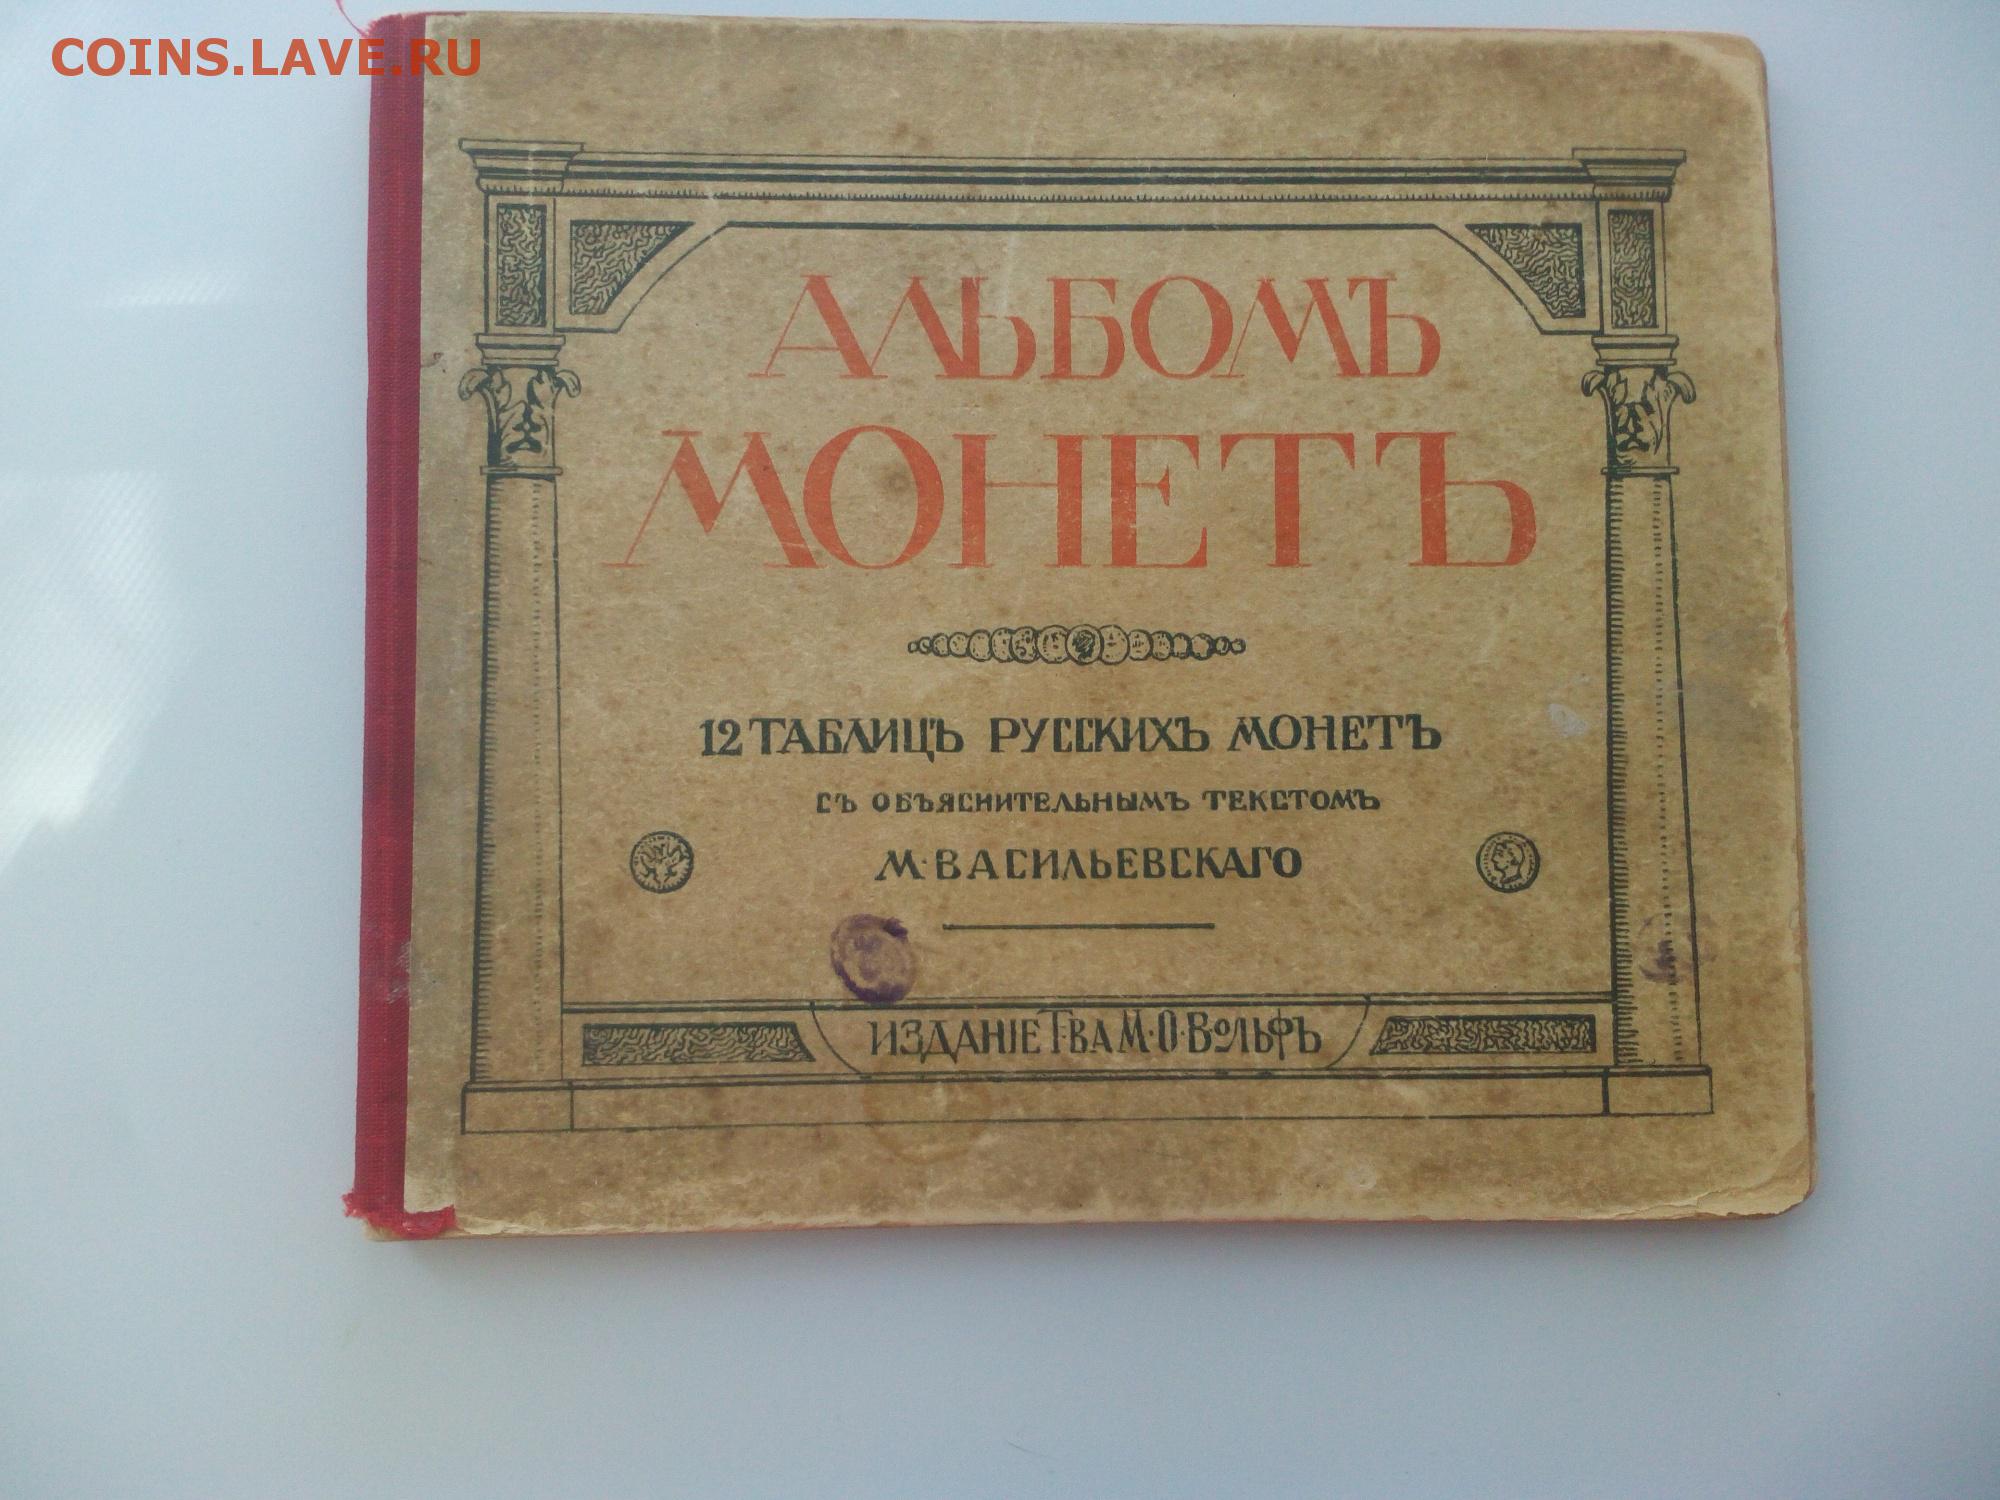 COINS.LAVE.RU
АЛЬБОМЪ
МОНЕТЪ
12 ТАБЛИЦЪ РУССКИХЪ МОНЕТЪ
СЪ ОБЪЯСНИТЕЛЬНЫМЪ ТЕКСТОМЪ
М·ВАСИЛЬЕВСКАГО
ИЗДАНІЕ Т·ВА М·О·ВОЛЬФЪ